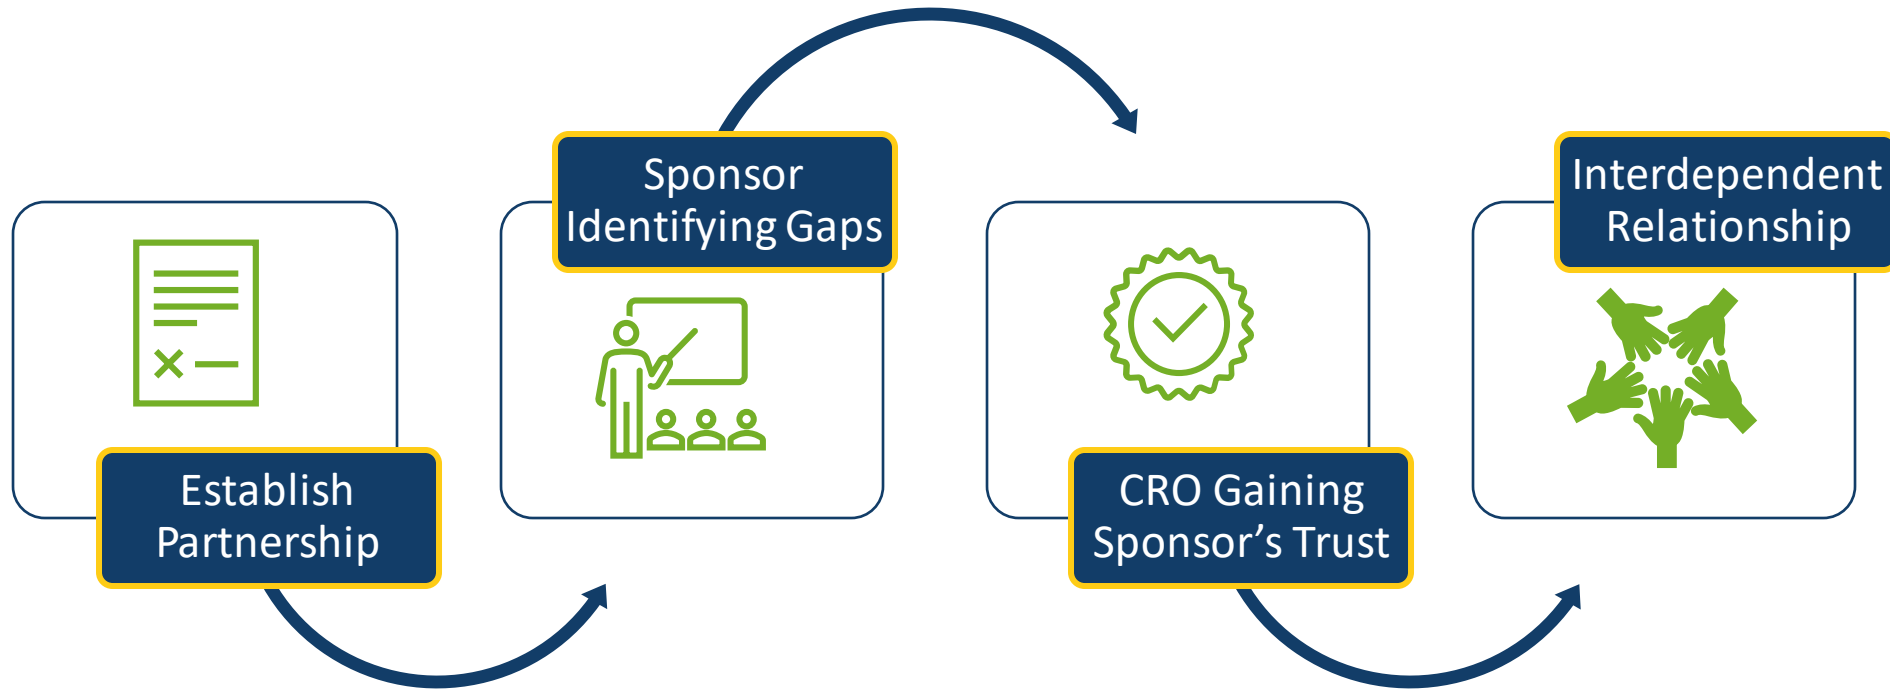 Establish
Partnership
Sponsor
Identifying Gaps
CRO Gaining
Sponsor’s Trust
Interdependent
Relationship